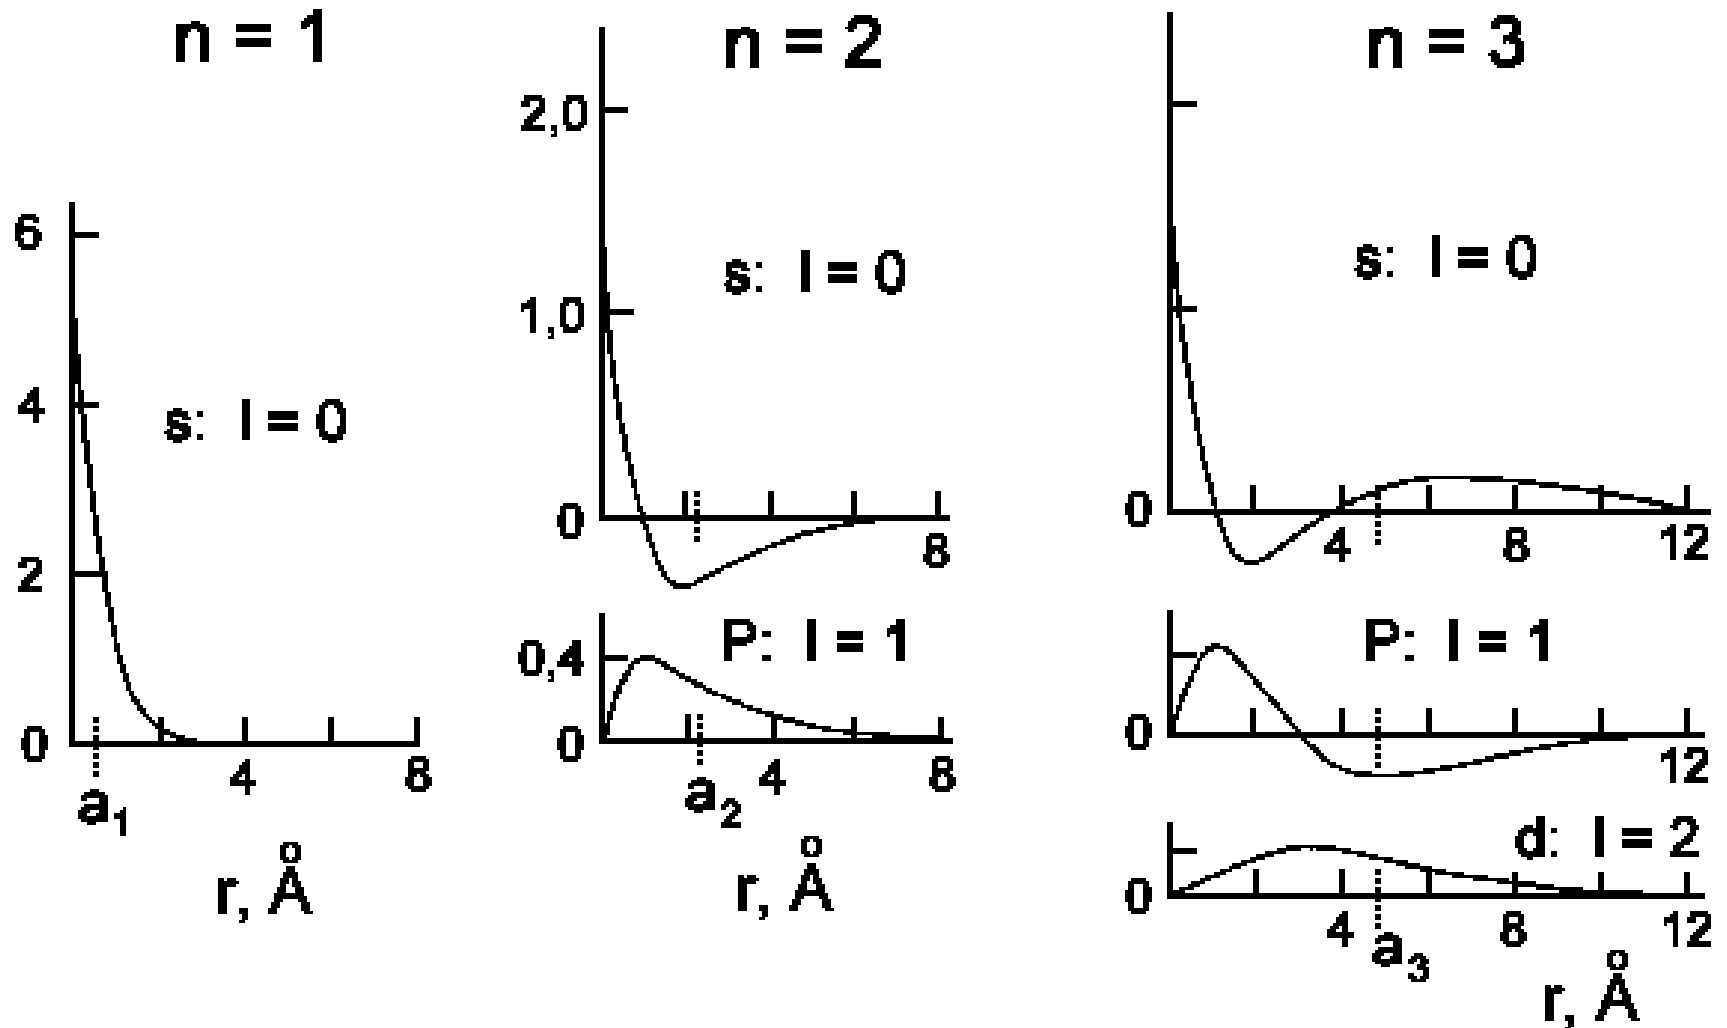 n = 1
6
4
2
0
s: l = 0
4
8
a₁
r, Å
n = 2
2,0
1,0
0
s: l = 0
8
0,4
0
P: l = 1
4
8
a₂
r, Å
n = 3
s: l = 0
0
4
8
12
P: l = 1
0
12
d: l = 2
0
4
a₃
8
12
r, Å